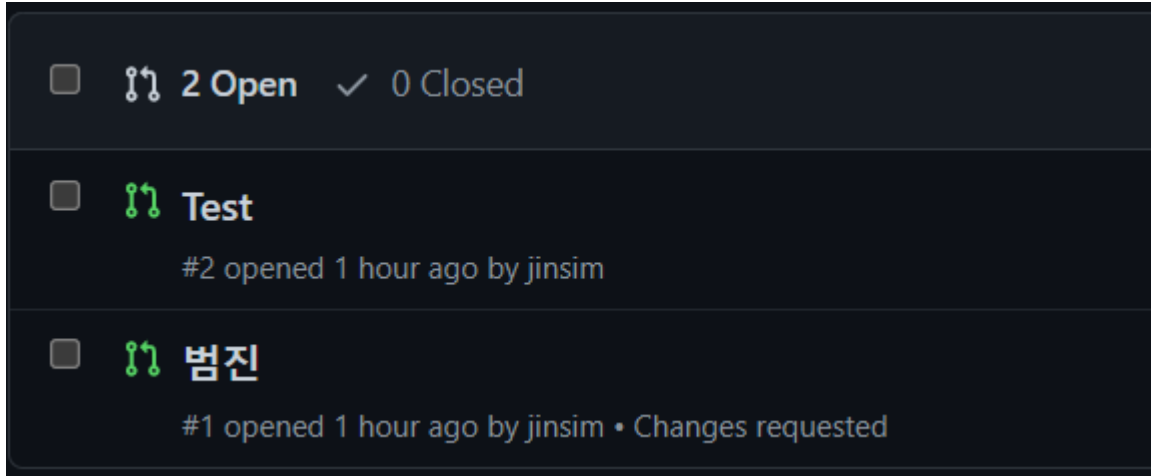 2 Open 0 Closed
Test
#2 opened 1 hour ago by jinsim
범진
#1 opened 1 hour ago by jinsim • Changes requested